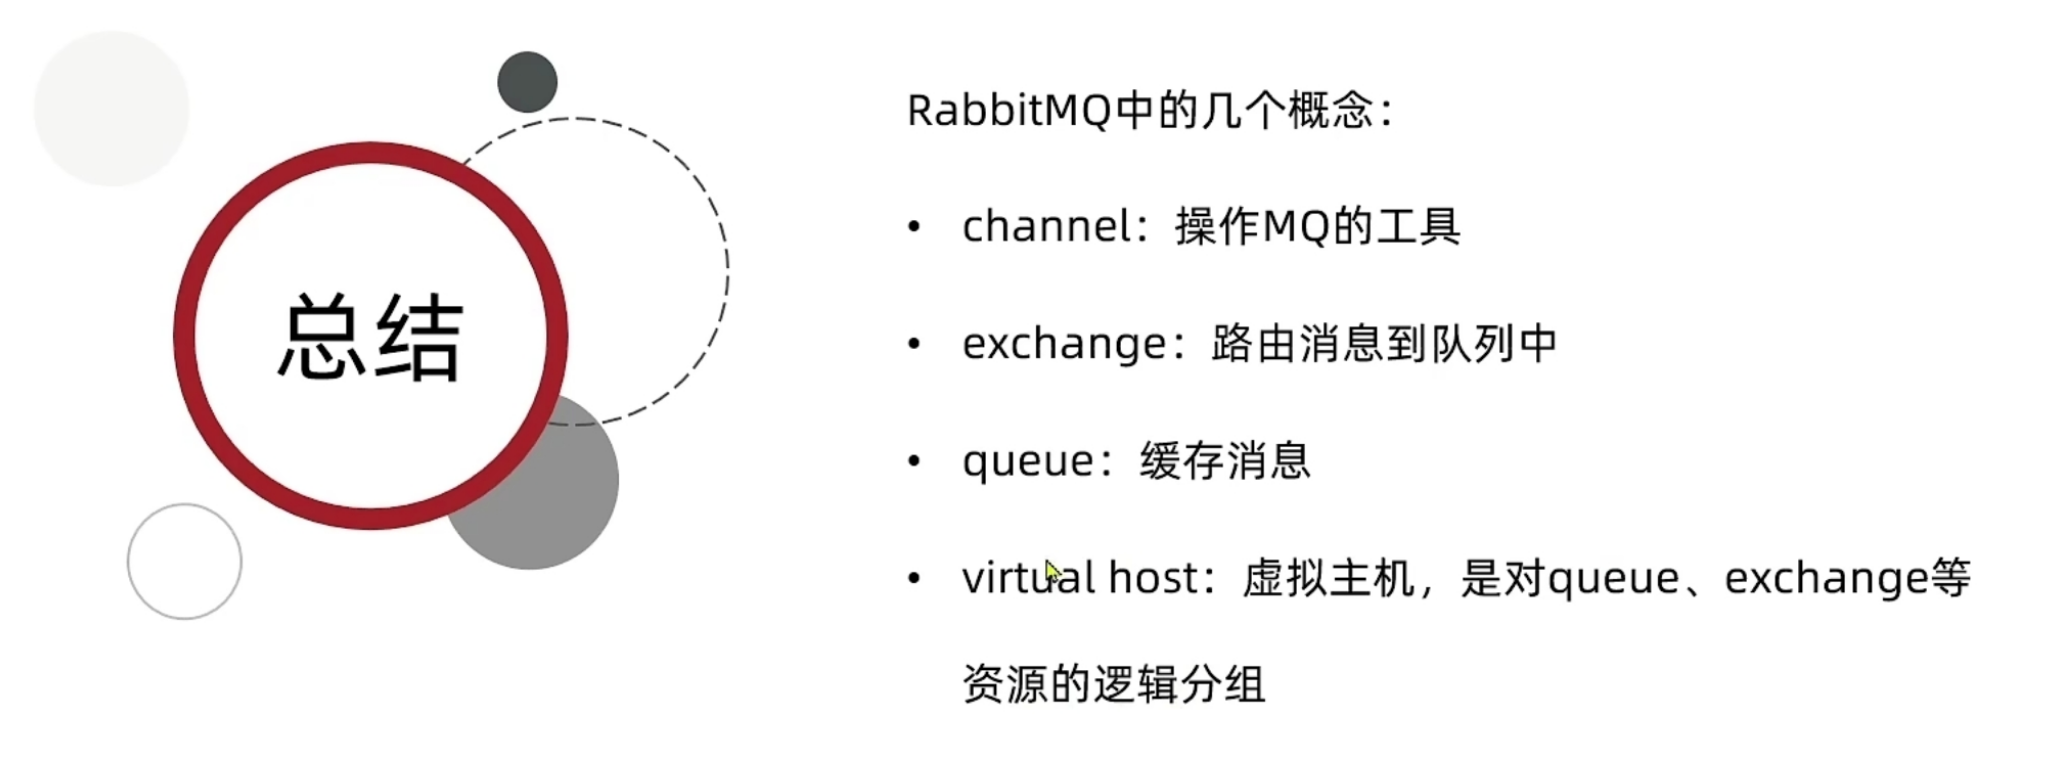 总结
RabbitMQ中的几个概念：
• channel：操作MQ的工具
• exchange：路由消息到队列中
• queue：缓存消息
• virtual host：虚拟主机，是对queue、exchange等
资源的逻辑分组